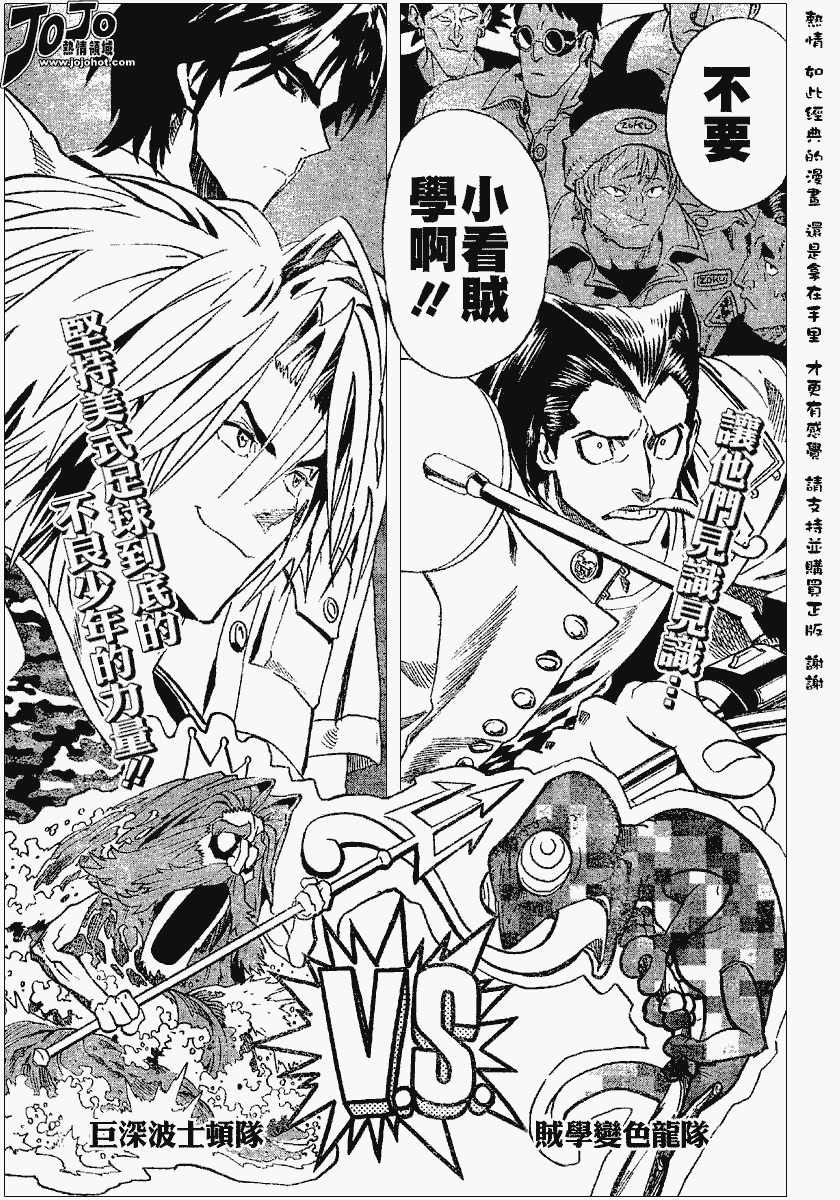 JOJO
熱情領域
www.jojohot.com
不要
小看賊
學啊!!
ZOKU
ZOKU
讓他們見識見識…
堅持美式足球到底的
不良少年的力量!!
V.S.
巨深波士頓隊
賊學變色龍隊
熱情 如此經典的漫畫 還是拿在手里 才更有感覺 請支持並購買正版 謝謝